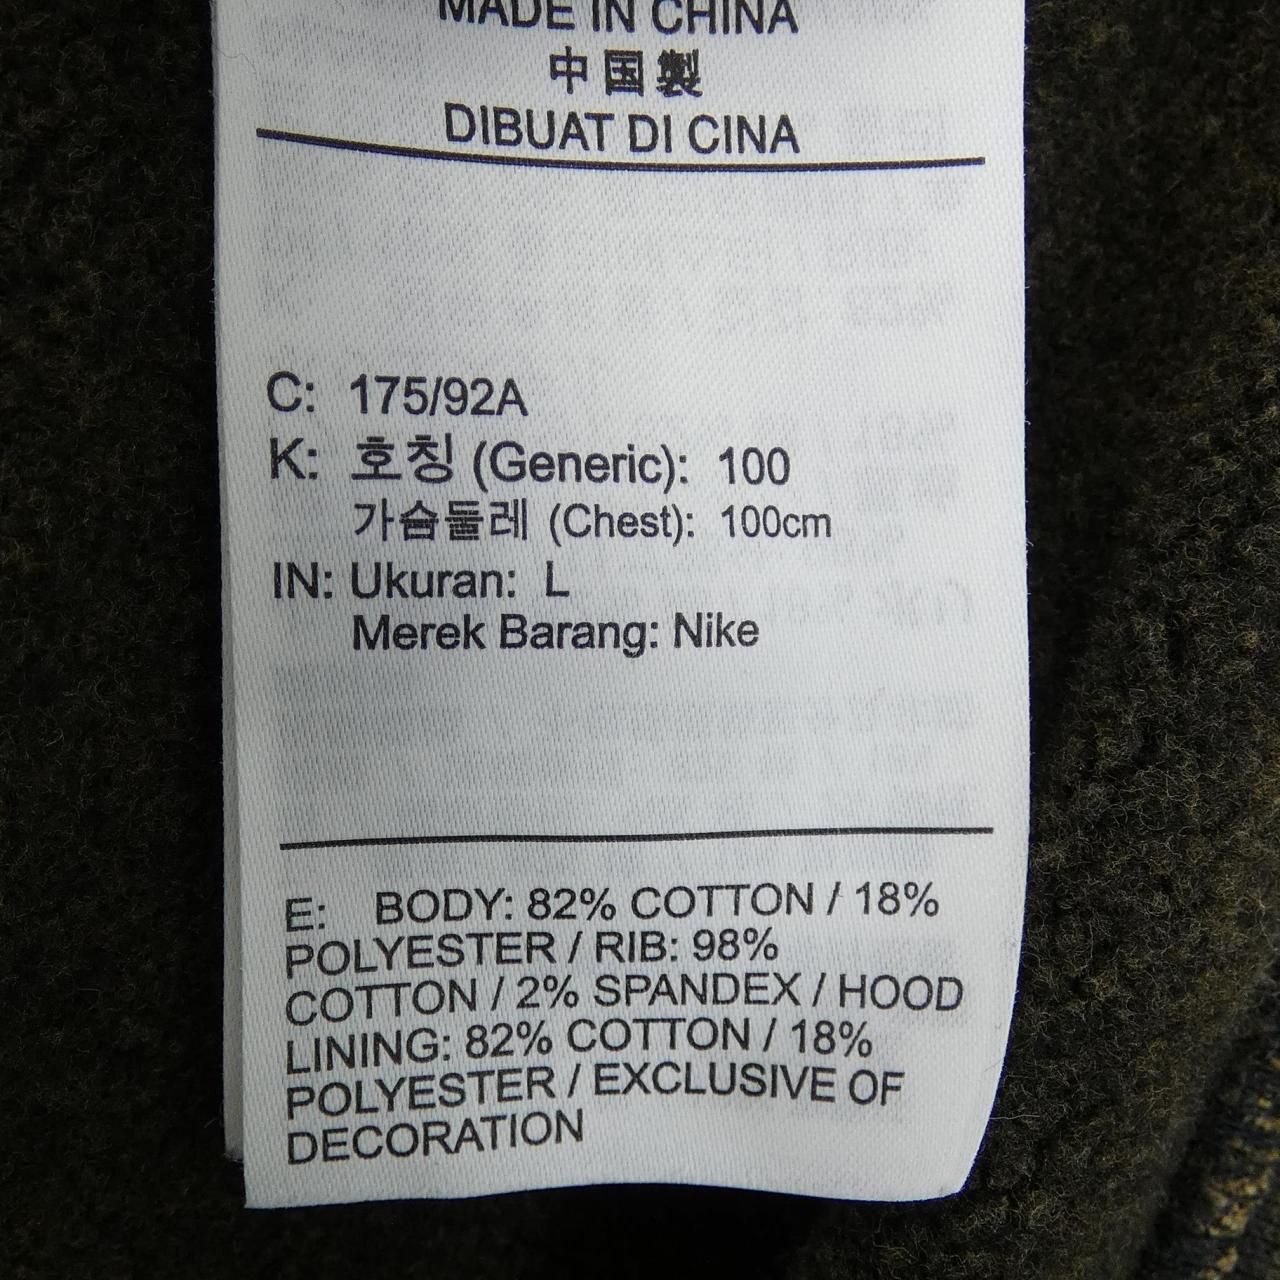 MADE IN CHINA
中国製
DIBUAT DI CINA
C: 175/92A
K: 호칭 (Generic): 100
가슴둘레 (Chest): 100cm
IN: Ukuran: L
Merek Barang: Nike
E: BODY: 82% COTTON / 18%
POLYESTER / RIB: 98%
COTTON / 2% SPANDEX / HOOD
LINING: 82% COTTON / 18%
POLYESTER / EXCLUSIVE OF
DECORATION